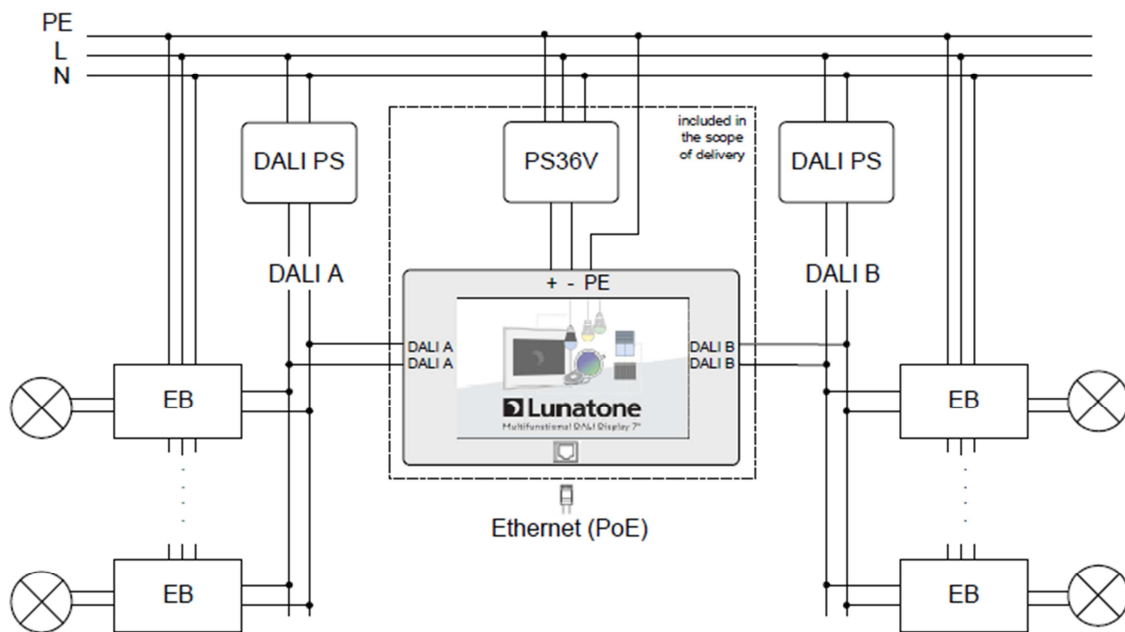 PE
L
N
included in
the scope
of delivery
DALI PS
PS36V
DALI PS
DALI A
DALI B
+ - PE
DALI A
DALI A
DALI B
DALI B
Lunatone
Multifunctional DALI Display 7"
EB
EB
Ethernet (PoE)
EB
EB